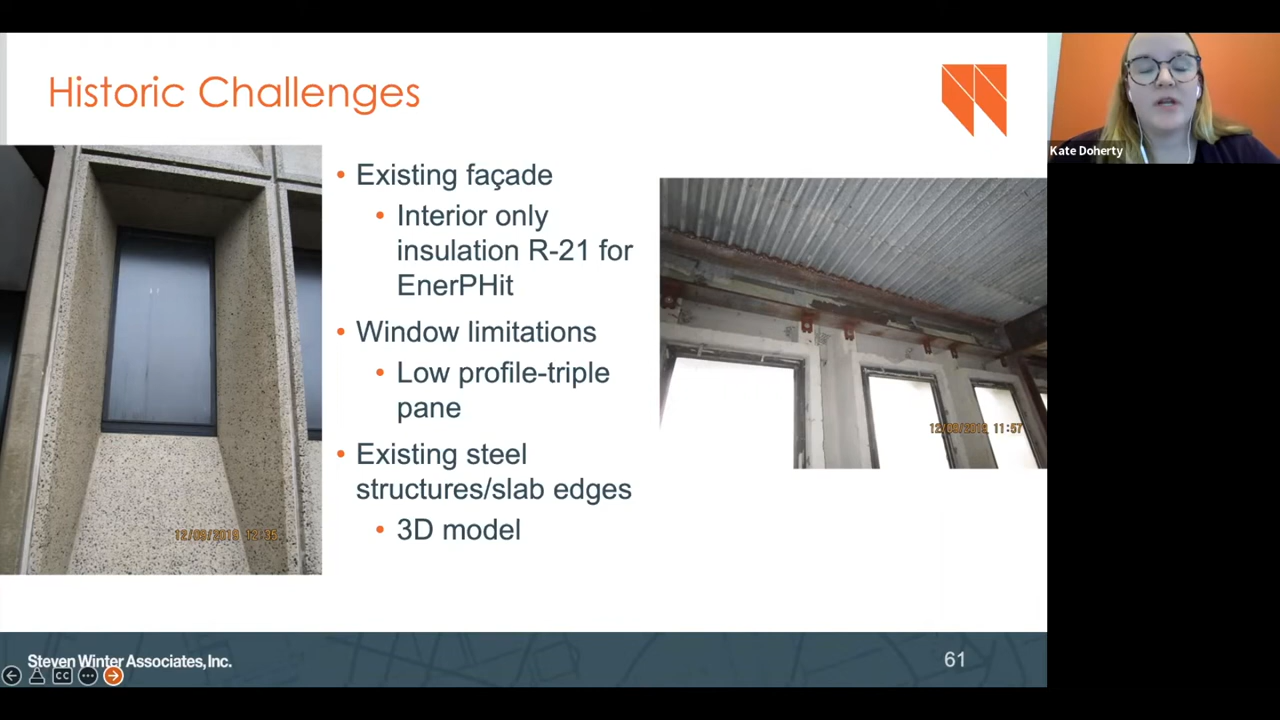 Historic Challenges
Kate Doherty
• Existing façade
• Interior only
insulation R-21 for
EnerPHit
• Window limitations
• Low profile-triple
pane
• Existing steel
structures/slab edges
• 3D model
12/09/2019 12:35
12/09/2019 11:57
Steven Winter Associates, Inc.
61
CC